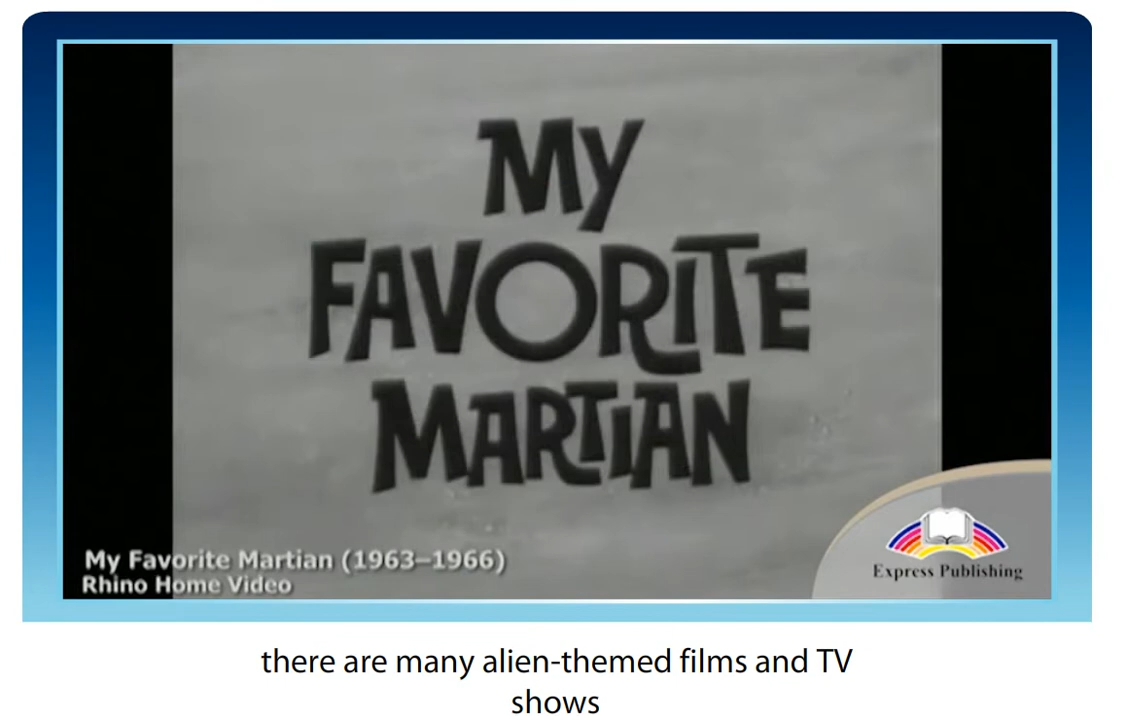 My
FAVORITE
MARTIAN
My Favorite Martian (1963–1966)
Rhino Home Video
Express Publishing
there are many alien-themed films and TV
shows